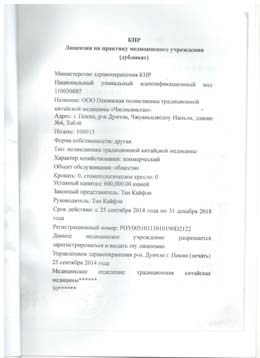 КНР
Лицензия на практику медицинского учреждения
(дубликат)
Министерство здравоохранения КНР
Национальный уникальный идентификационный код:
110030887
Название: ООО Пекинская поликлиника традиционной
китайской медицины
Адрес: г. Пекин, р-н Дунчэн, Наньли, здание
№4,
Индекс: 100013
Форма собственности: другая
Тип: поликлиника традиционной китайской медицины
Характер хозяйствования: коммерческий
Объект обслуживания: общество
Кровать: 0, стоматологическое кресло: 0
Уставный капитал: 600,000.00 юаней
Законный представитель: Тан Кайфэн
Руководитель: Тан Кайфэн
Срок действия: с 25 сентября 2014 года по 31 декабря 2018
года
Регистрационный номер:
Данное медицинское учреждение разрешается
зарегистрироваться и выдать эту лицензию
Управлением здравоохранения р-н. Дунчэн г. Пекин (печать)
25 сентября 2014 года
Медицинское отделение: традиционная китайская
медицина******
50******